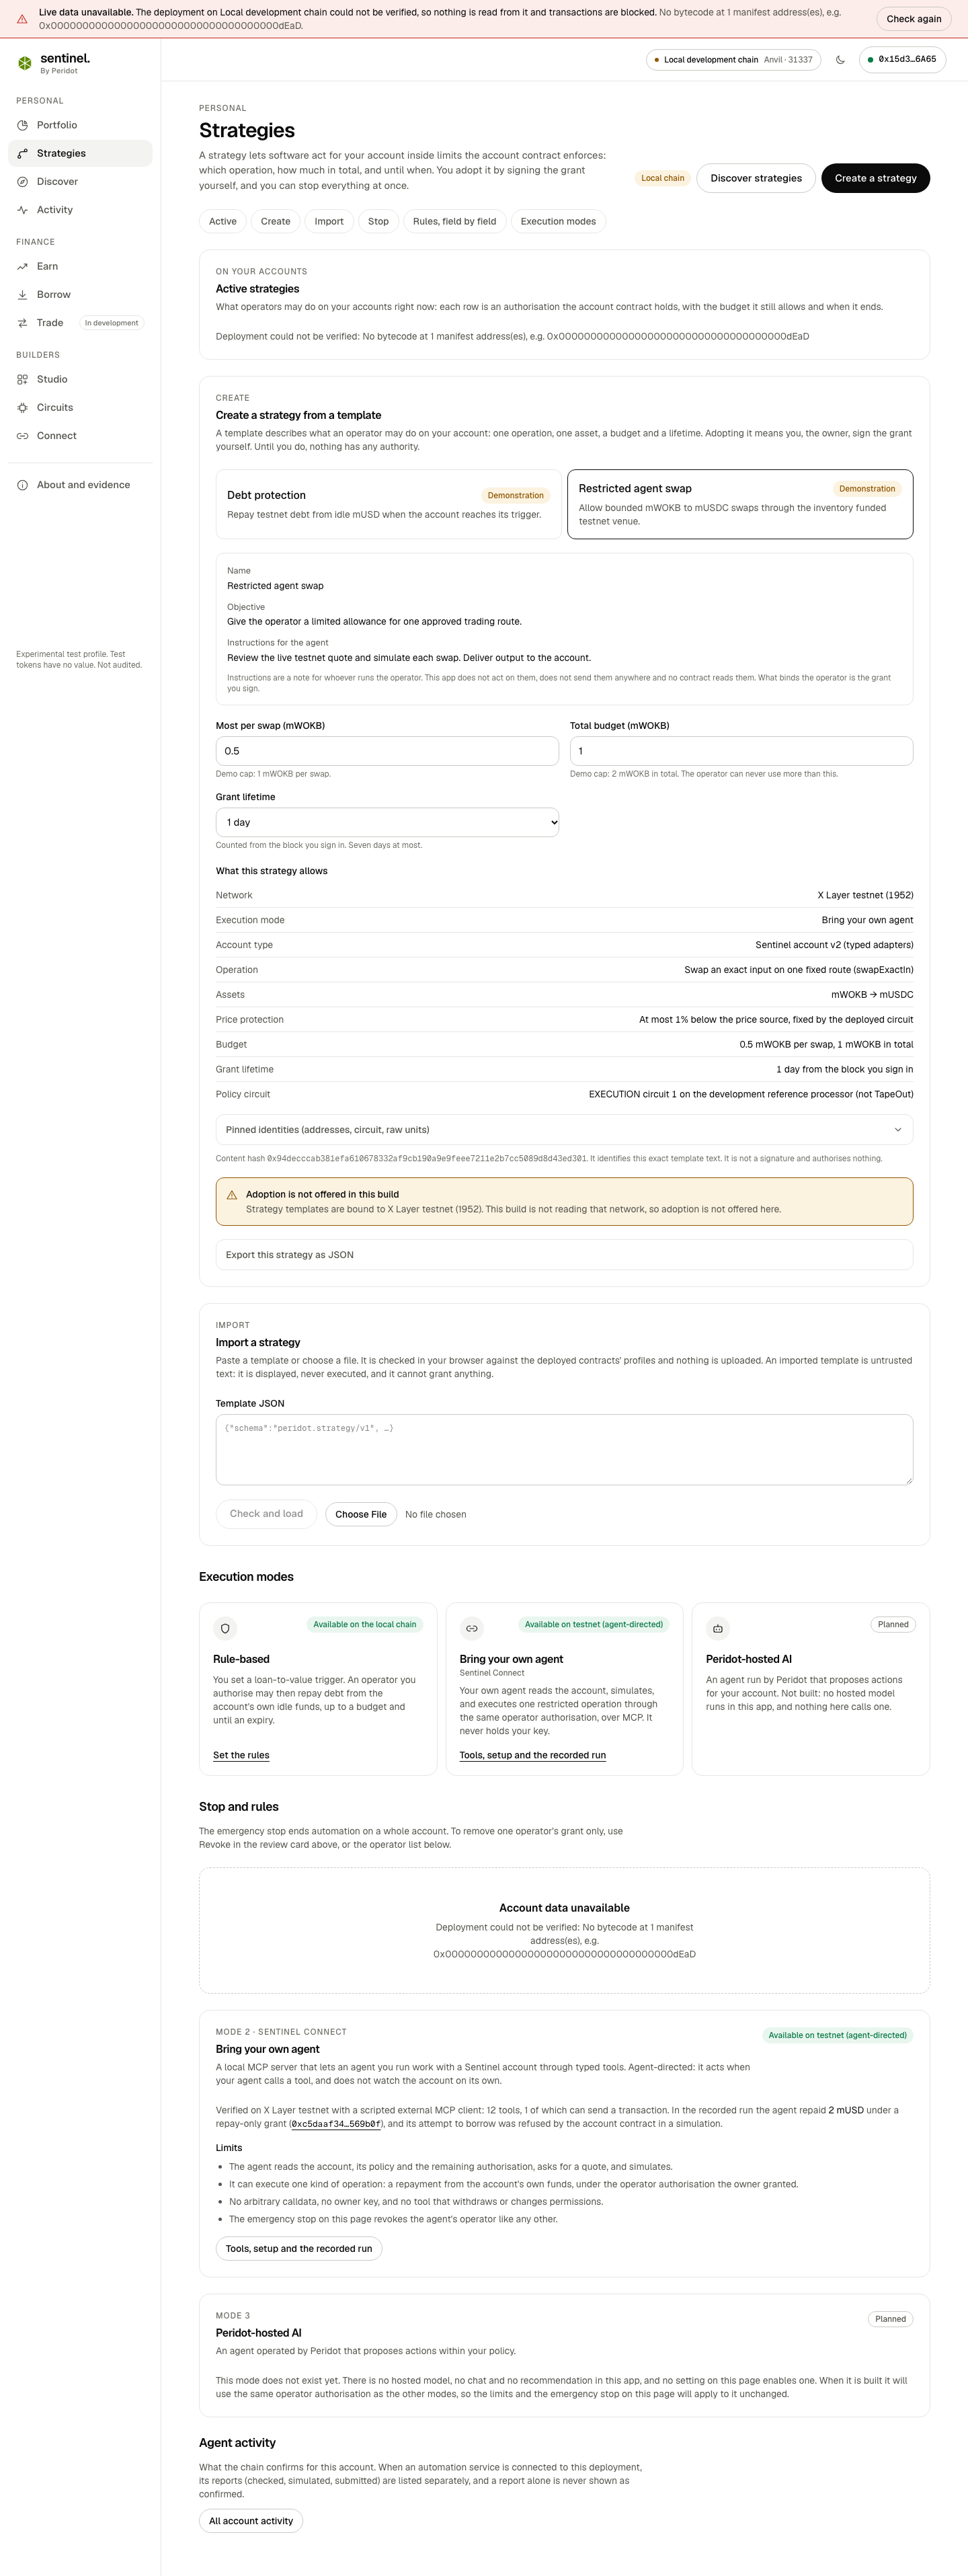 Live data unavailable. The deployment on Local development chain could not be verified, so nothing is read from it and transactions are blocked. No bytecode at 1 manifest address(es), e.g.
0x000000000000000000000000000000000000dEaD.
Check again
sentinel.
By Peridot
Local development chain Anvil · 31337
0x15d3…6A65
PERSONAL
Portfolio
Strategies
Discover
Activity
FINANCE
Earn
Borrow
Trade
In development
BUILDERS
Studio
Circuits
Connect
About and evidence
Experimental test profile. Test
tokens have no value. Not audited.
PERSONAL
Strategies
A strategy lets software act for your account inside limits the account contract enforces:
which operation, how much in total, and until when. You adopt it by signing the grant
yourself, and you can stop everything at once.
Local chain
Discover strategies
Create a strategy
Active
Create
Import
Stop
Rules, field by field
Execution modes
ON YOUR ACCOUNTS
Active strategies
What operators may do on your accounts right now: each row is an authorisation the account contract holds, with the budget it still allows and when it ends.
Deployment could not be verified: No bytecode at 1 manifest address(es), e.g. 0x000000000000000000000000000000000000dEaD
CREATE
Create a strategy from a template
A template describes what an operator may do on your account: one operation, one asset, a budget and a lifetime. Adopting it means you, the owner, sign the grant
yourself. Until you do, nothing has any authority.
Debt protection
Demonstration
Repay testnet debt from idle mUSD when the account reaches its trigger.
Restricted agent swap
Demonstration
Allow bounded mWOKB to mUSDC swaps through the inventory funded
testnet venue.
Name
Restricted agent swap
Objective
Give the operator a limited allowance for one approved trading route.
Instructions for the agent
Review the live testnet quote and simulate each swap. Deliver output to the account.
Instructions are a note for whoever runs the operator. This app does not act on them, does not send them anywhere and no contract reads them. What binds the operator is the grant
you sign.
Most per swap (mWOKB)
0.5
Demo cap: 1 mWOKB per swap.
Total budget (mWOKB)
1
Demo cap: 2 mWOKB in total. The operator can never use more than this.
Grant lifetime
1 day
Counted from the block you sign in. Seven days at most.
What this strategy allows
Network X Layer testnet (1952)
Execution mode Bring your own agent
Account type Sentinel account v2 (typed adapters)
Operation Swap an exact input on one fixed route (swapExactIn)
Assets mWOKB → mUSDC
Price protection At most 1% below the price source, fixed by the deployed circuit
Budget 0.5 mWOKB per swap, 1 mWOKB in total
Grant lifetime 1 day from the block you sign in
Policy circuit EXECUTION circuit 1 on the development reference processor (not TapeOut)
Pinned identities (addresses, circuit, raw units)
Content hash 0x94decccab381efa610678332af9cb190a9e9feee7211e2b7cc5089d8d43ed301. It identifies this exact template text. It is not a signature and authorises nothing.
Adoption is not offered in this build
Strategy templates are bound to X Layer testnet (1952). This build is not reading that network, so adoption is not offered here.
Export this strategy as JSON
IMPORT
Import a strategy
Paste a template or choose a file. It is checked in your browser against the deployed contracts' profiles and nothing is uploaded. An imported template is untrusted
text: it is displayed, never executed, and it cannot grant anything.
Template JSON
{"schema":"peridot.strategy/v1", …}
Check and load
Choose File
No file chosen
Execution modes
Available on the local chain
Rule-based
You set a loan-to-value trigger. An operator you
authorise may then repay debt from the
account's own idle funds, up to a budget and
until an expiry.
Set the rules
Available on testnet (agent-directed)
Bring your own agent
Sentinel Connect
Your own agent reads the account, simulates,
and executes one restricted operation through
the same operator authorisation, over MCP. It
never holds your key.
Tools, setup and the recorded run
Planned
Peridot-hosted AI
An agent run by Peridot that proposes actions
for your account. Not built: no hosted model
runs in this app, and nothing here calls one.
Stop and rules
The emergency stop ends automation on a whole account. To remove one operator's grant only, use
Revoke in the review card above, or the operator list below.
Account data unavailable
Deployment could not be verified: No bytecode at 1 manifest
address(es), e.g.
0x000000000000000000000000000000000000dEaD
MODE 2 · SENTINEL CONNECT
Available on testnet (agent-directed)
Bring your own agent
A local MCP server that lets an agent you run work with a Sentinel account through typed tools. Agent-directed: it acts when
your agent calls a tool, and does not watch the account on its own.
Verified on X Layer testnet with a scripted external MCP client: 12 tools, 1 of which can send a transaction. In the recorded run the agent repaid 2 mUSD under a
repay-only grant (0xc5daaf34…569b0f), and its attempt to borrow was refused by the account contract in a simulation.
Limits
• The agent reads the account, its policy and the remaining authorisation, asks for a quote, and simulates.
• It can execute one kind of operation: a repayment from the account's own funds, under the operator authorisation the owner granted.
• No arbitrary calldata, no owner key, and no tool that withdraws or changes permissions.
• The emergency stop on this page revokes the agent's operator like any other.
Tools, setup and the recorded run
MODE 3
Planned
Peridot-hosted AI
An agent operated by Peridot that proposes actions within your policy.
This mode does not exist yet. There is no hosted model, no chat and no recommendation in this app, and no setting on this page enables one. When it is built it will
use the same operator authorisation as the other modes, so the limits and the emergency stop on this page will apply to it unchanged.
Agent activity
What the chain confirms for this account. When an automation service is connected to this deployment,
its reports (checked, simulated, submitted) are listed separately, and a report alone is never shown as
confirmed.
All account activity